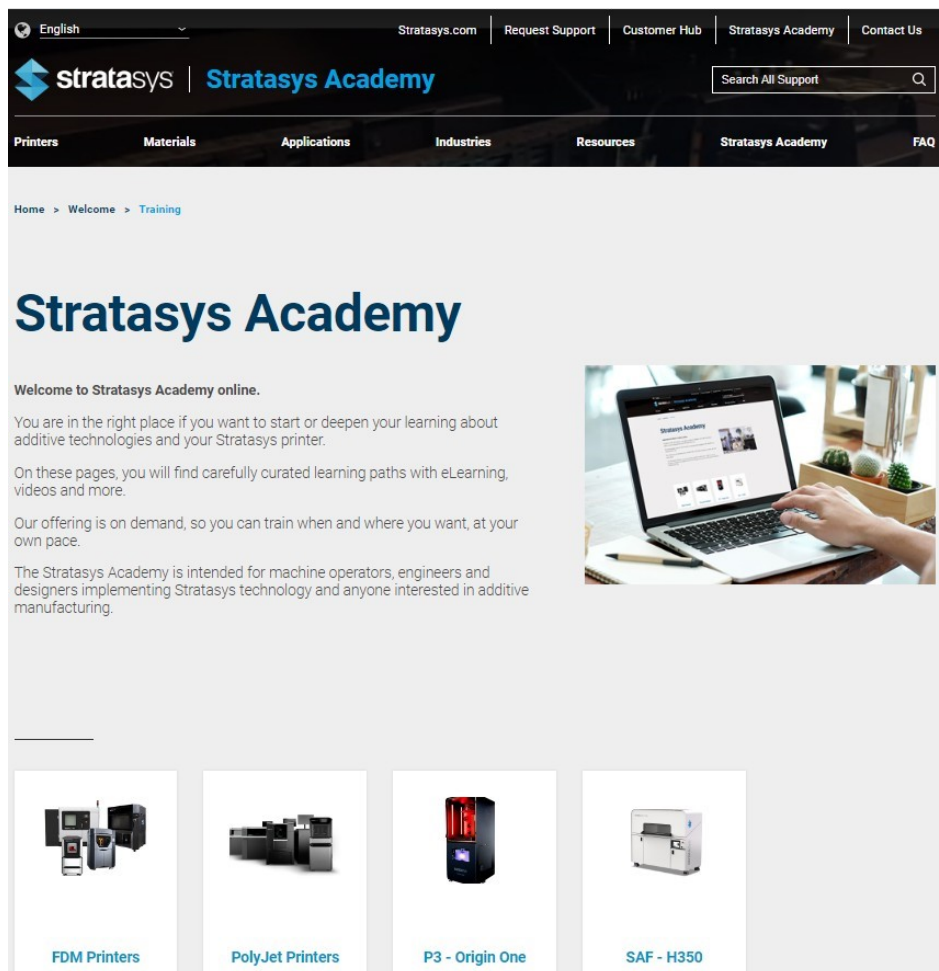 English
Stratasys.com
Request Support
Customer Hub
Stratasys Academy
Contact Us
stratasys
Stratasys Academy
Search All Support
Printers
Materials
Applications
Industries
Resources
Stratasys Academy
FAQ
Home > Welcome > Training
Stratasys Academy
Welcome to Stratasys Academy online.
You are in the right place if you want to start or deepen your learning about
additive technologies and your Stratasys printer.
On these pages, you will find carefully curated learning paths with eLearning,
videos and more.
Our offering is on demand, so you can train when and where you want, at your
own pace.
The Stratasys Academy is intended for machine operators, engineers and
designers implementing Stratasys technology and anyone interested in additive
manufacturing.
Stratasys Academy
FDM Printers
PolyJet Printers
P3 - Origin One
SAF - H350